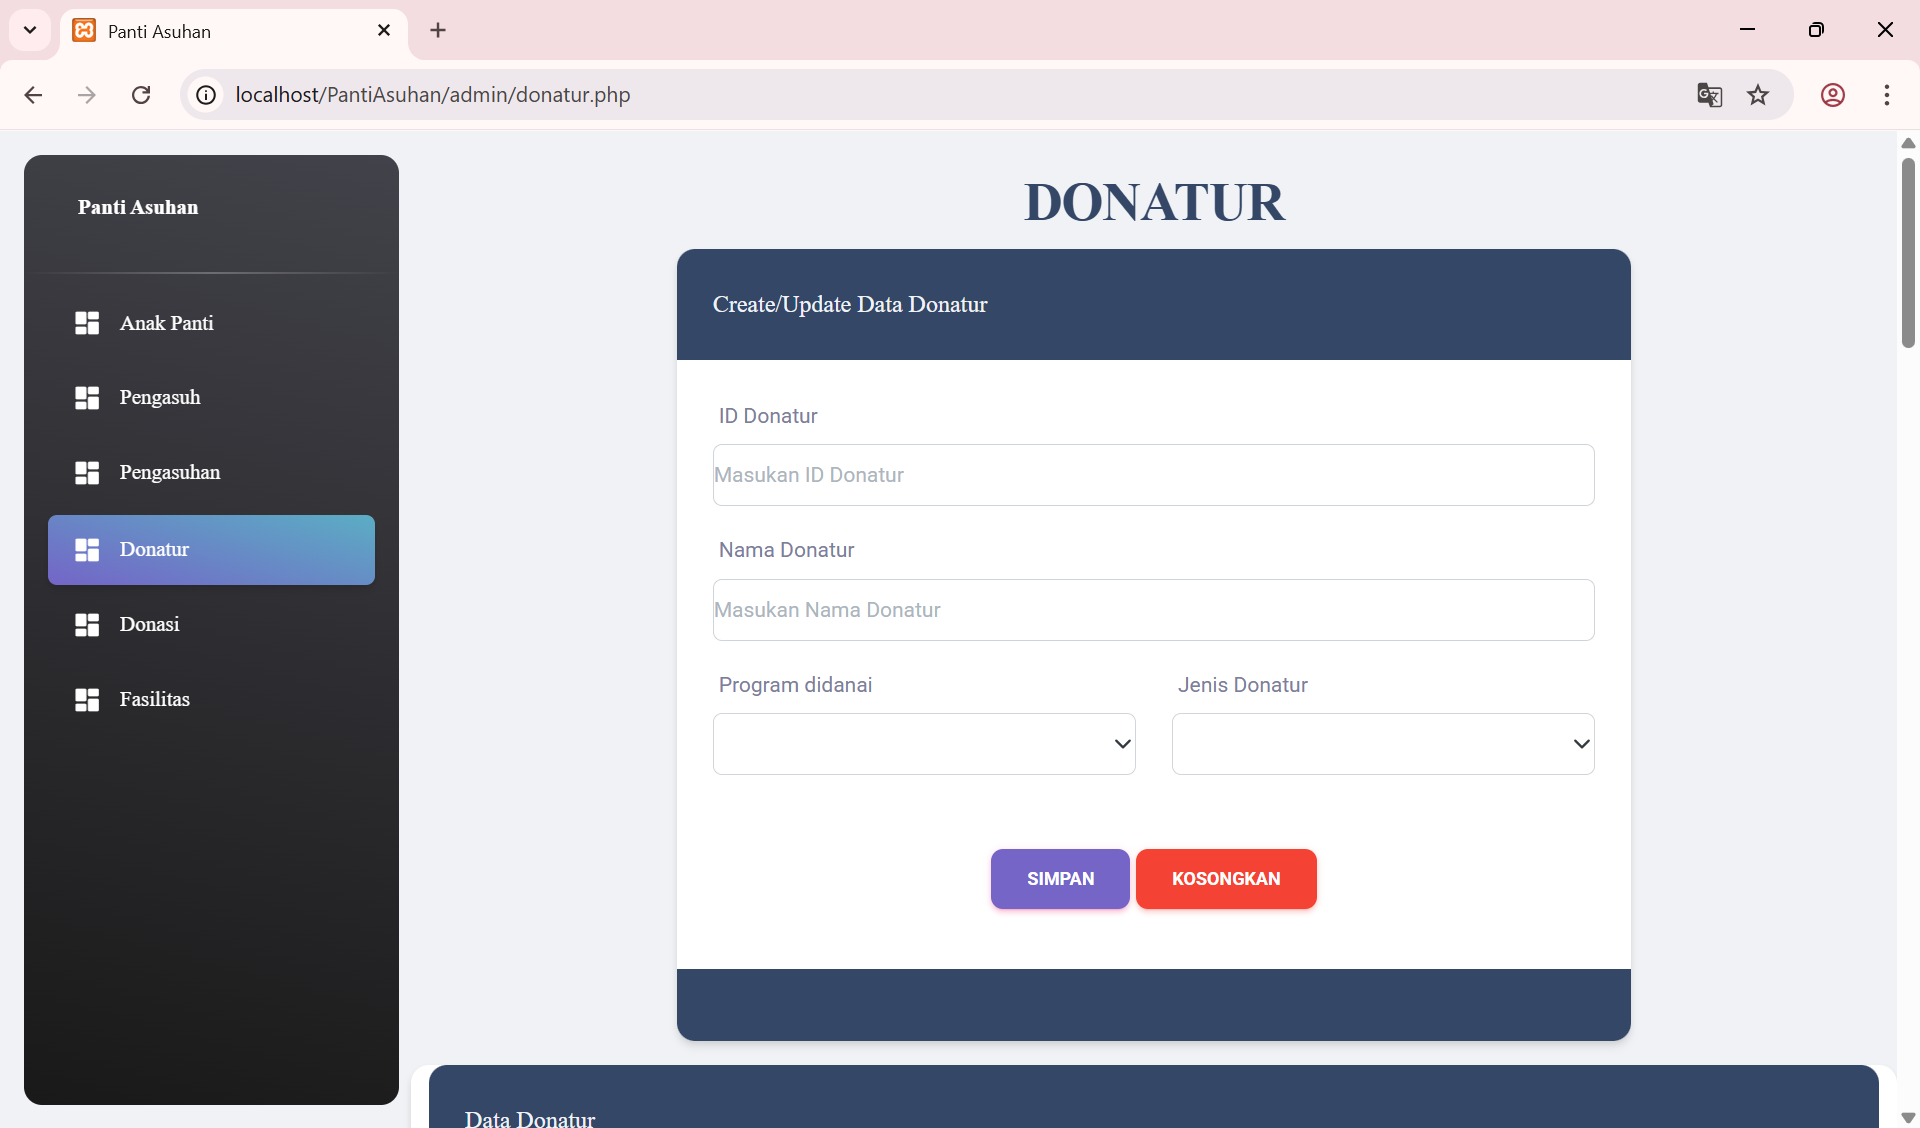 Panti Asuhan
localhost/PantiAsuhan/admin/donatur.php
Panti Asuhan
Anak Panti
Pengasuh
Pengasuhan
Donatur
Donasi
Fasilitas
DONATUR
Create/Update Data Donatur
ID Donatur
Masukan ID Donatur
Nama Donatur
Masukan Nama Donatur
Program didanai
Jenis Donatur
SIMPAN
KOSONGKAN
Data Donatur